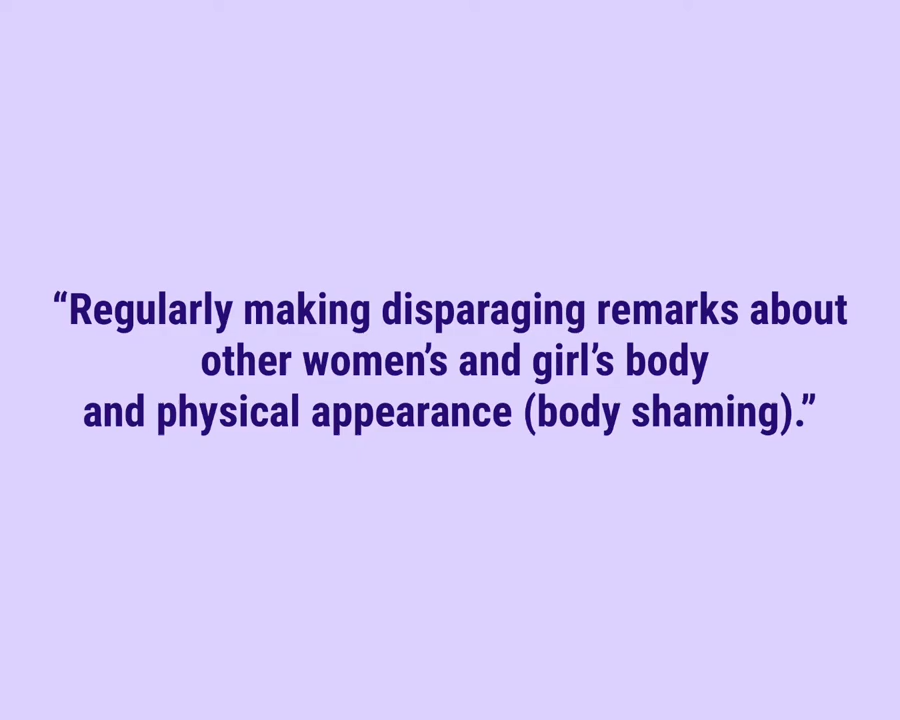 “Regularly making disparaging remarks about
other women’s and girl’s body
and physical appearance (body shaming).”